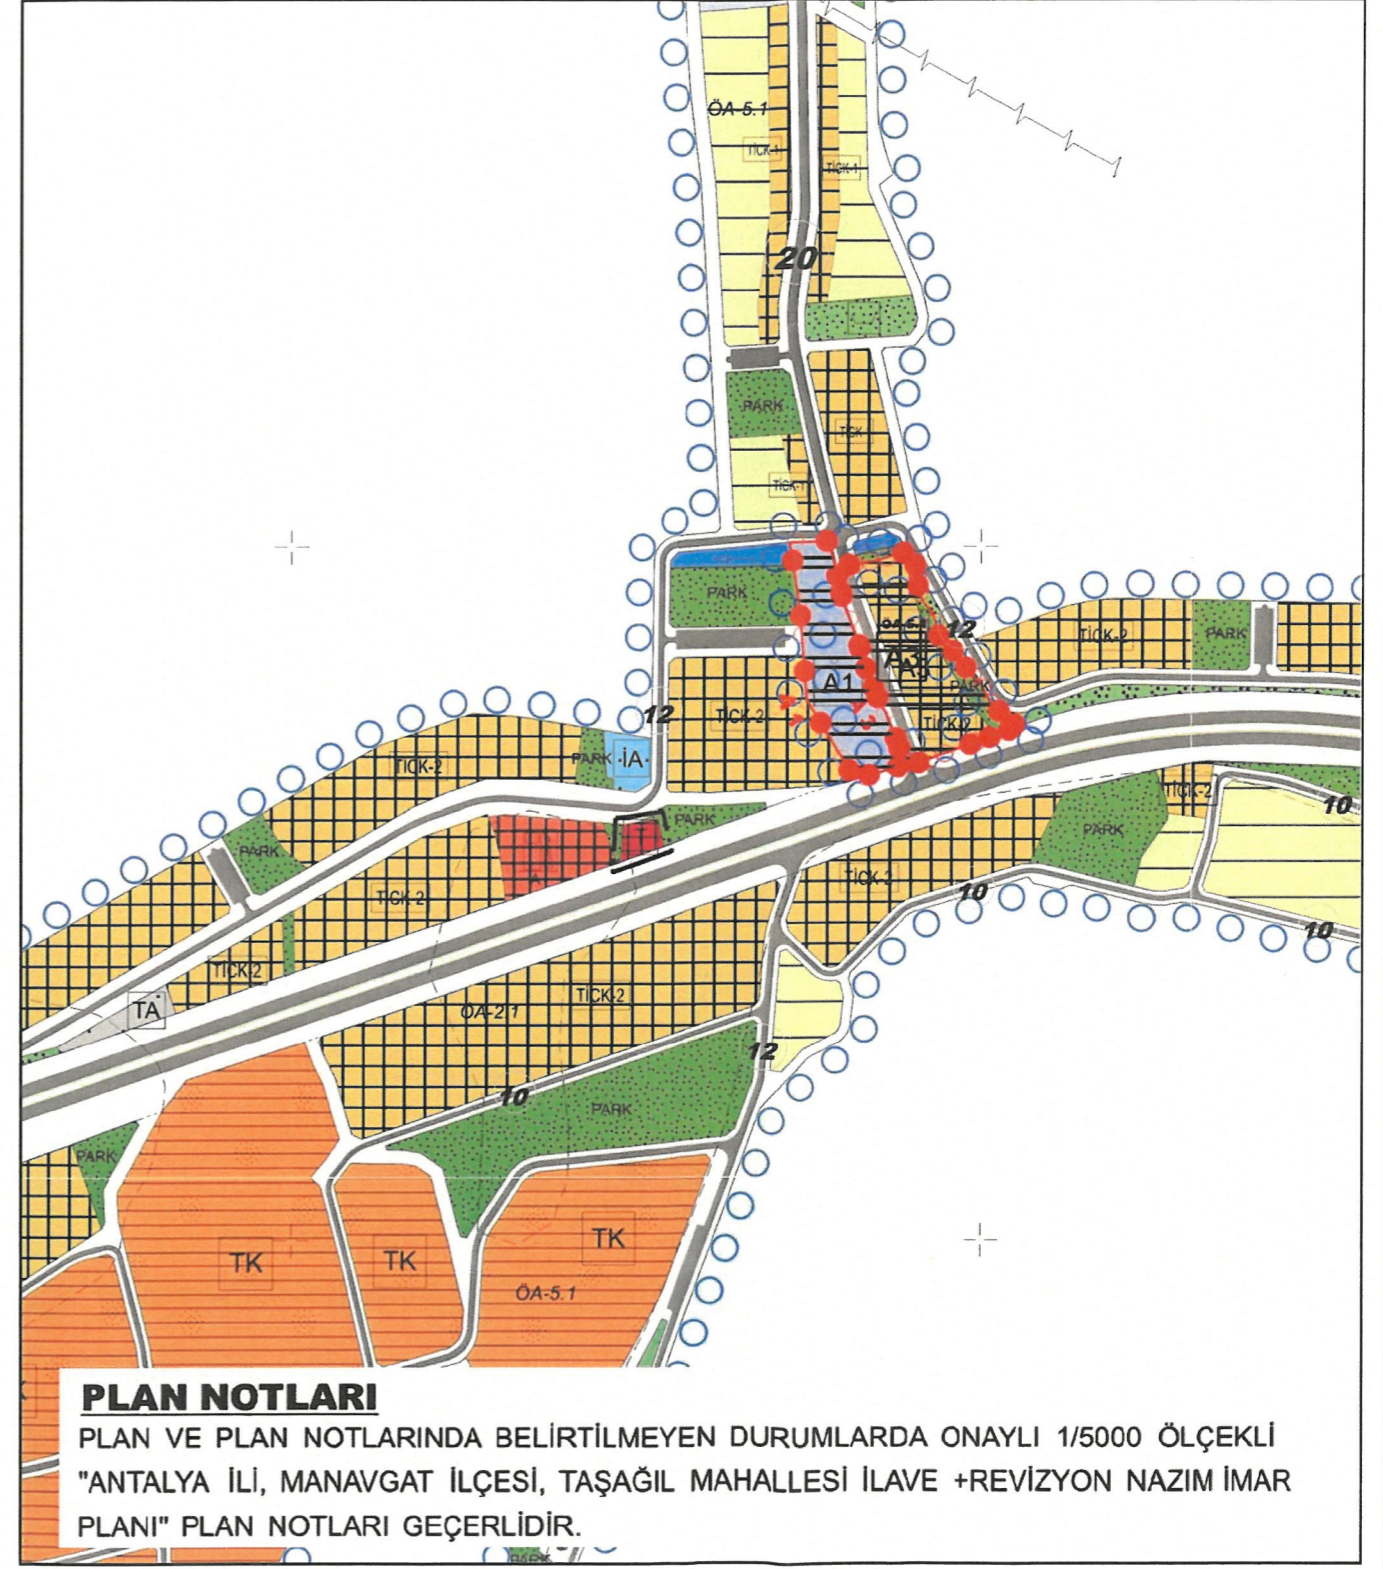 ÖA-5.1
TİCK-1
TİCK-1
20
PARK
TİCK
TİCK-1
PARK
12
TİCK-2
PARK
A1
PARK
TİCK-2
12
TİCK-2
TİCK-2
PARK
İA
PARK
TİCK-2
10
PARK
PARK
TİCK-2
TİCK-2
10
10
TİCK-2
TİCK-2
TA
ÖA-2.1
12
10
PARK
PARK
TK
TK
TK
ÖA-5.1
PLAN NOTLARI
PLAN VE PLAN NOTLARINDA BELİRTİLMEYEN DURUMLARDA ONAYLI 1/5000 ÖLÇEKLİ
"ANTALYA İLİ, MANAVGAT İLÇESİ, TAŞAĞIL MAHALLESİ İLAVE +REVİZYON NAZIM İMAR
PLANI" PLAN NOTLARI GEÇERLİDİR.
PARK